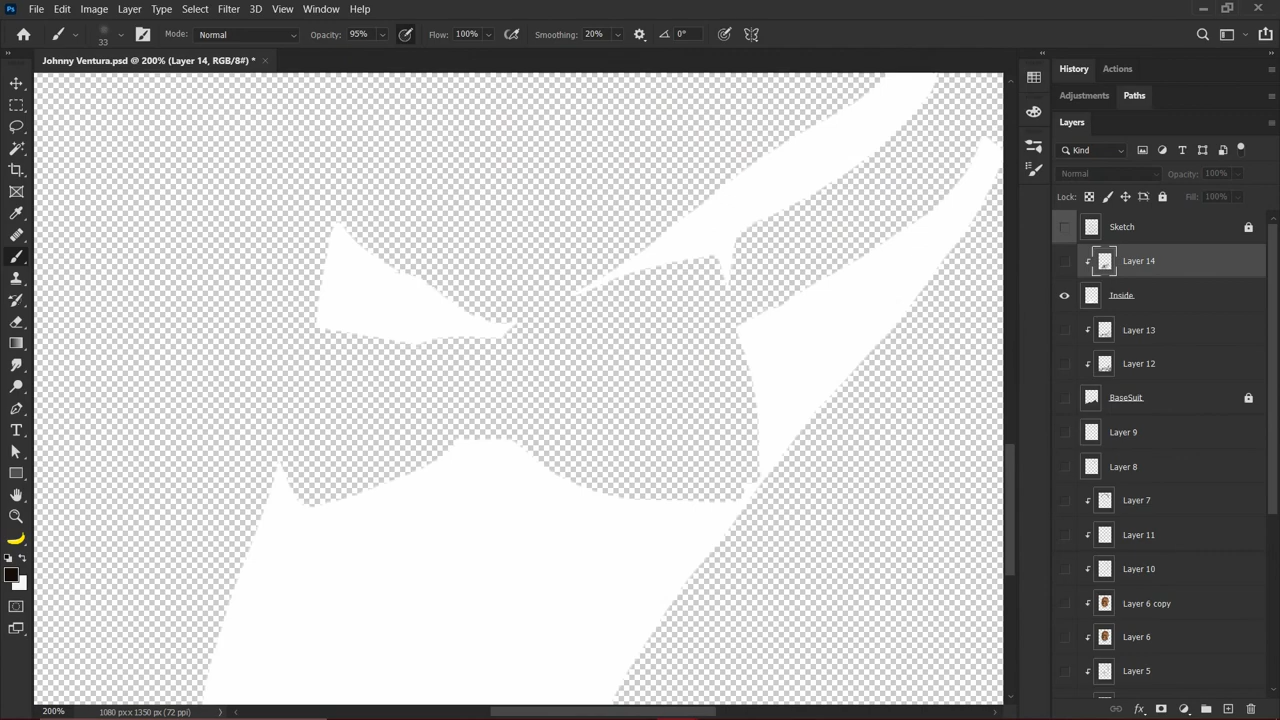 Ps File Edit Image Layer Type Select Filter 3D View Window Help
33 Mode: Normal Opacity: 95% Flow: 100% Smoothing: 20% 0°
Johnny Ventura.psd @ 200% (Layer 14, RGB/8#) *
History Actions
Adjustments Paths
Layers
Kind
Normal Opacity: 100%
Lock: Fill: 100%
Sketch
Layer 14
Inside
Layer 13
Layer 12
BaseSuit
Layer 9
Layer 8
Layer 7
Layer 11
Layer 10
Layer 6 copy
Layer 6
Layer 5
200% 1080 px x 1350 px (72 ppi)